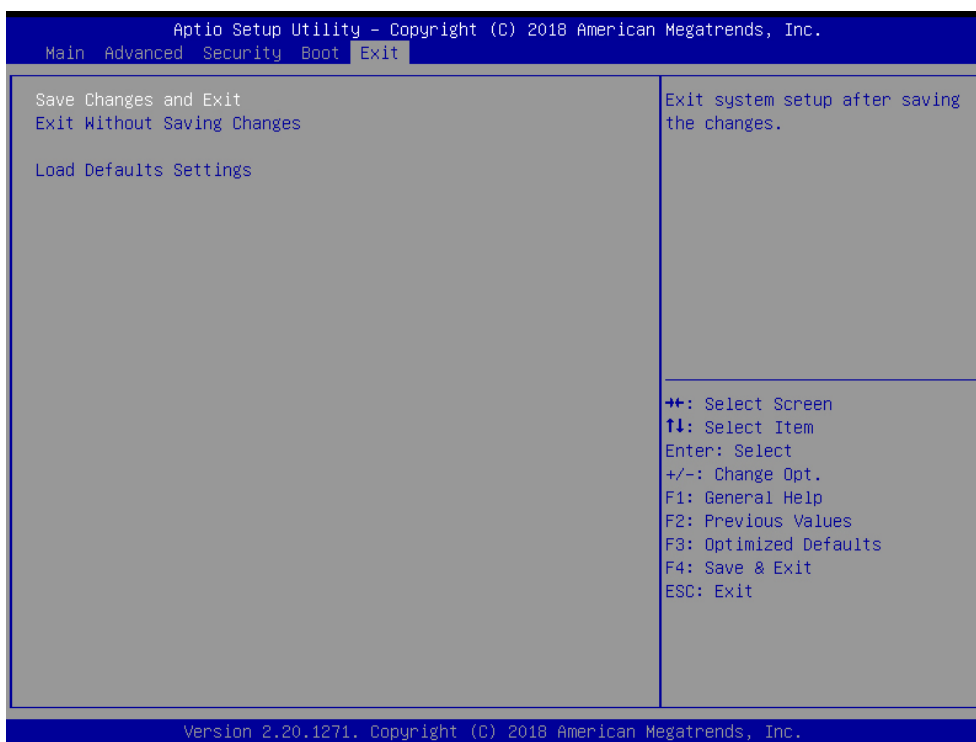 Aptio Setup Utility – Copyright (C) 2018 American Megatrends, Inc.
Main Advanced Security Boot Exit
Save Changes and Exit
Exit Without Saving Changes
Load Defaults Settings
Exit system setup after saving
the changes.
→←: Select Screen
↑↓: Select Item
Enter: Select
+/-: Change Opt.
F1: General Help
F2: Previous Values
F3: Optimized Defaults
F4: Save & Exit
ESC: Exit
Version 2.20.1271. Copyright (C) 2018 American Megatrends, Inc.